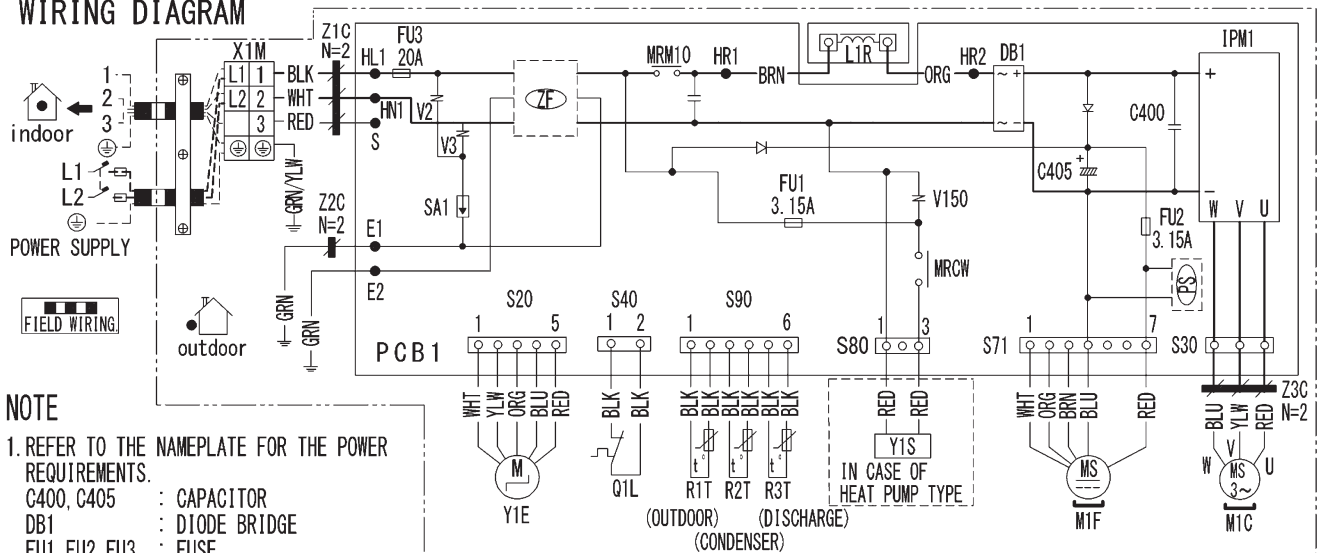 WIRING DIAGRAM
X1M
Z1C
N=2
HL1
FU3
20A
MRM10
HR1
BRN
L1R
ORG
HR2
DB1
IPM1
L1 1 BLK
L2 2 WHT
3 RED
HN1
S
V2
V3
ZF
C400
C405
+
−
~ +
~ −
+
1
2
3
indoor
L1
L2
POWER SUPPLY
GRN/YLW
Z2C
N=2
SA1
E1
E2
FU1
3.15A
V150
MRCW
FU2
3.15A
PS
W V U
FIELD WIRING.
outdoor
GRN
GRN
PCB1
S20
1 5
S40
1 2
S90
1 6
S80
1 3
S71
1 7
S30
WHT YLW ORG BLU RED
BLK BLK
BLK BLK BLK BLK BLK BLK
RED RED
WHT ORG BRN BLU RED
BLU YLW RED
Z3C
N=2
M
Y1E
Q1L
t° t° t°
R1T R2T R3T
(OUTDOOR) (DISCHARGE)
(CONDENSER)
Y1S
IN CASE OF
HEAT PUMP TYPE
MS
M1F
W V U
MS
3~
M1C
NOTE
1. REFER TO THE NAMEPLATE FOR THE POWER
REQUIREMENTS.
C400, C405 : CAPACITOR
DB1 : DIODE BRIDGE
FU1, FU2, FU3 : FUSE